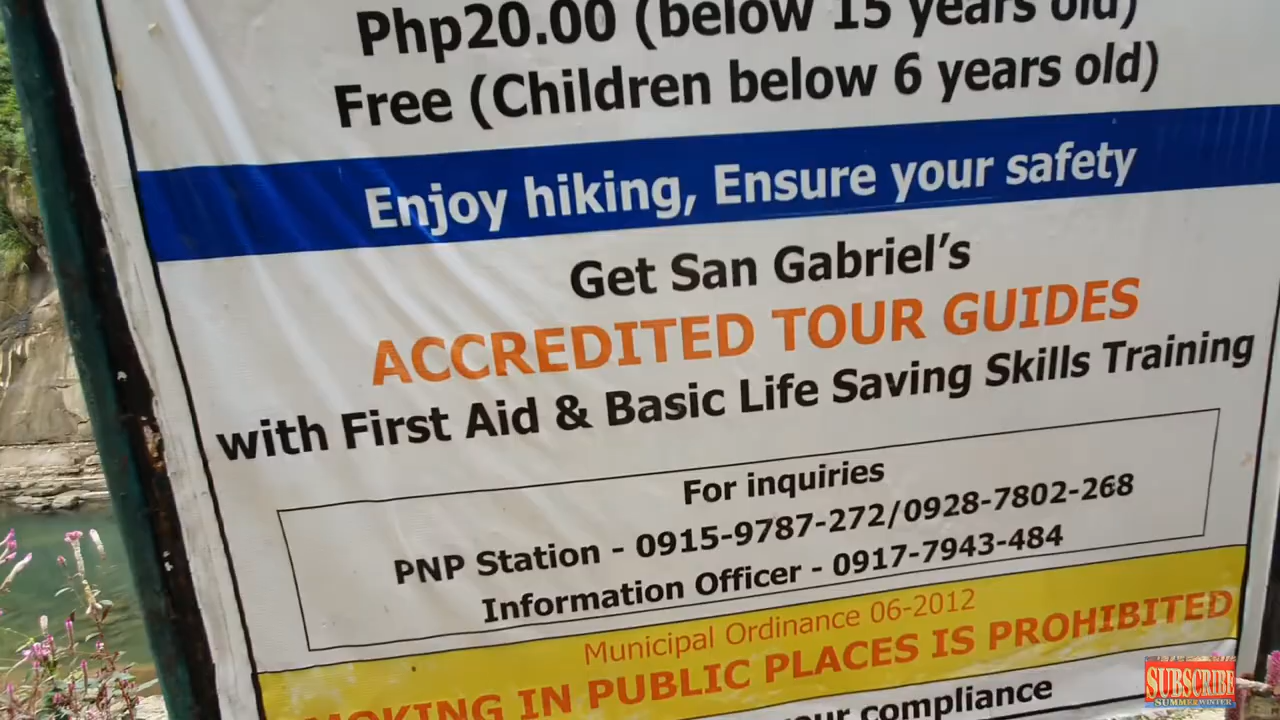 Php20.00 (below 15 years old)
Free (Children below 6 years old)
Enjoy hiking, Ensure your safety
Get San Gabriel's
ACCREDITED TOUR GUIDES
with First Aid & Basic Life Saving Skills Training
For inquiries
PNP Station - 0915-9787-272/0928-7802-268
Information Officer - 0917-7943-484
Municipal Ordinance 06-2012
IN PUBLIC PLACES IS PROHIBITED
compliance
SUBSCRIBE
SUMMER WINTER